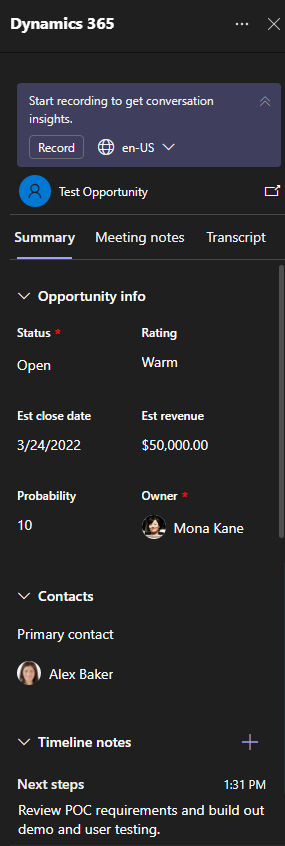 Dynamics 365
Start recording to get conversation
insights.
Record en-US
Test Opportunity
Summary Meeting notes Transcript
Opportunity info
Status * Rating
Open Warm
Est close date Est revenue
3/24/2022 $50,000.00
Probability Owner *
10 Mona Kane
Contacts
Primary contact
Alex Baker
Timeline notes
Next steps 1:31 PM
Review POC requirements and build out
demo and user testing.